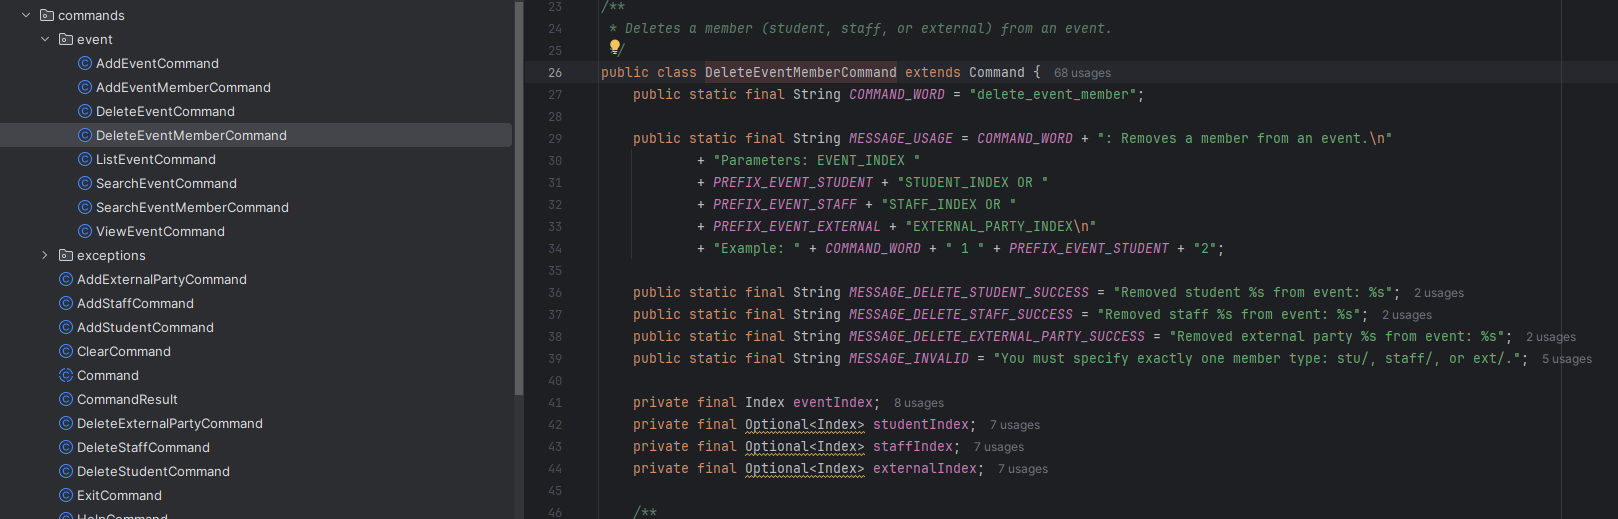 commands
event
AddEventCommand
AddEventMemberCommand
DeleteEventCommand
DeleteEventMemberCommand
ListEventCommand
SearchEventCommand
SearchEventMemberCommand
ViewEventCommand
exceptions
AddExternalPartyCommand
AddStaffCommand
AddStudentCommand
ClearCommand
Command
CommandResult
DeleteExternalPartyCommand
DeleteStaffCommand
DeleteStudentCommand
ExitCommand
HelpCommand
23 /**
24 * Deletes a member (student, staff, or external) from an event.
25 */
26 public class DeleteEventMemberCommand extends Command { 68 usages
27 public static final String COMMAND_WORD = "delete_event_member";
28
29 public static final String MESSAGE_USAGE = COMMAND_WORD + ": Removes a member from an event.\n"
30 + "Parameters: EVENT_INDEX "
31 + PREFIX_EVENT_STUDENT + "STUDENT_INDEX OR "
32 + PREFIX_EVENT_STAFF + "STAFF_INDEX OR "
33 + PREFIX_EVENT_EXTERNAL + "EXTERNAL_PARTY_INDEX\n"
34 + "Example: " + COMMAND_WORD + " 1 " + PREFIX_EVENT_STUDENT + "2";
35
36 public static final String MESSAGE_DELETE_STUDENT_SUCCESS = "Removed student %s from event: %s"; 2 usages
37 public static final String MESSAGE_DELETE_STAFF_SUCCESS = "Removed staff %s from event: %s"; 2 usages
38 public static final String MESSAGE_DELETE_EXTERNAL_PARTY_SUCCESS = "Removed external party %s from event: %s"; 2 usages
39 public static final String MESSAGE_INVALID = "You must specify exactly one member type: stu/, staff/, or ext/."; 5 usages
40
41 private final Index eventIndex; 8 usages
42 private final Optional<Index> studentIndex; 7 usages
43 private final Optional<Index> staffIndex; 7 usages
44 private final Optional<Index> externalIndex; 7 usages
45
46 /**